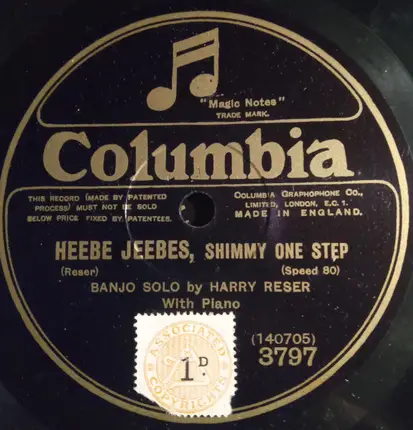 "Magic Notes"
TRADE MARK.
Columbia
THIS RECORD (MADE BY PATENTED
PROCESS) MUST NOT BE SOLD
BELOW PRICE FIXED BY PATENTEES.
COLUMBIA GRAPHOPHONE CO.,
LIMITED, LONDON, E.C. 1.
MADE IN ENGLAND.
HEEBE JEEBES, SHIMMY ONE STEP
(Reser) (Speed 80)
BANJO SOLO by HARRY RESER
With Piano
(140705)
3797
ASSOCIATED
1D.
COPYRIGHTS